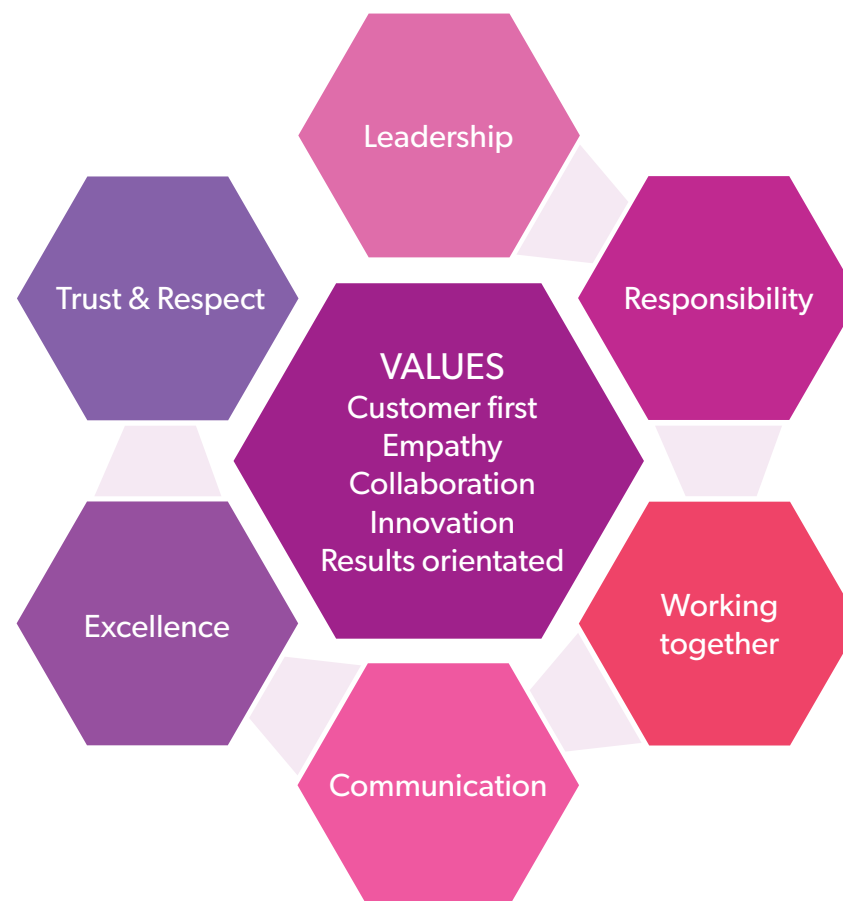 Leadership
Trust & Respect
Responsibility
VALUES
Customer first
Empathy
Collaboration
Innovation
Results orientated
Excellence
Working
together
Communication